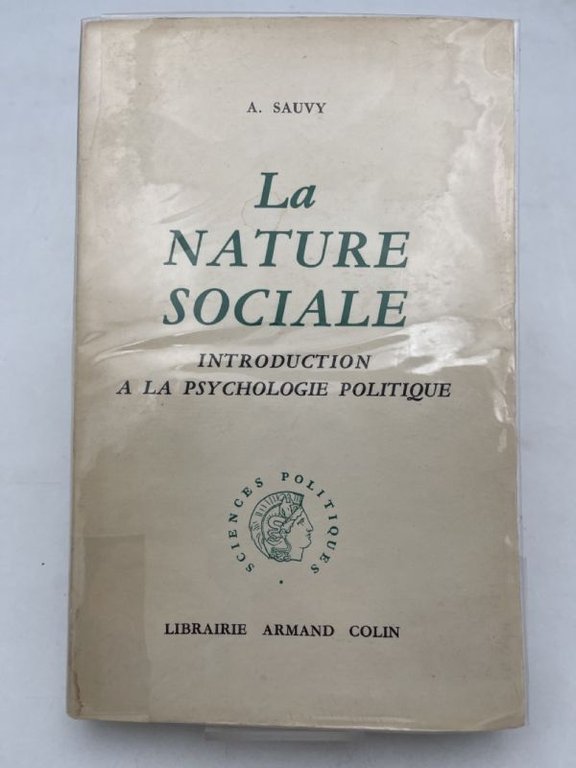 A. SAUVY
La
NATURE
SOCIALE
INTRODUCTION
A LA PSYCHOLOGIE POLITIQUE
SCIENCES POLITIQUES
LIBRAIRIE ARMAND COLIN